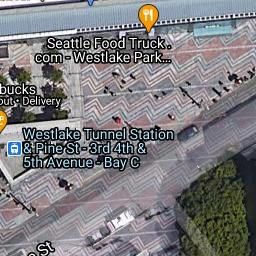 Seattle Food Truck .
com - Westlake Park...
bucks
out • Delivery
Westlake Tunnel Station
& Pine St - 3rd 4th &
5th Avenue - Bay C
e St